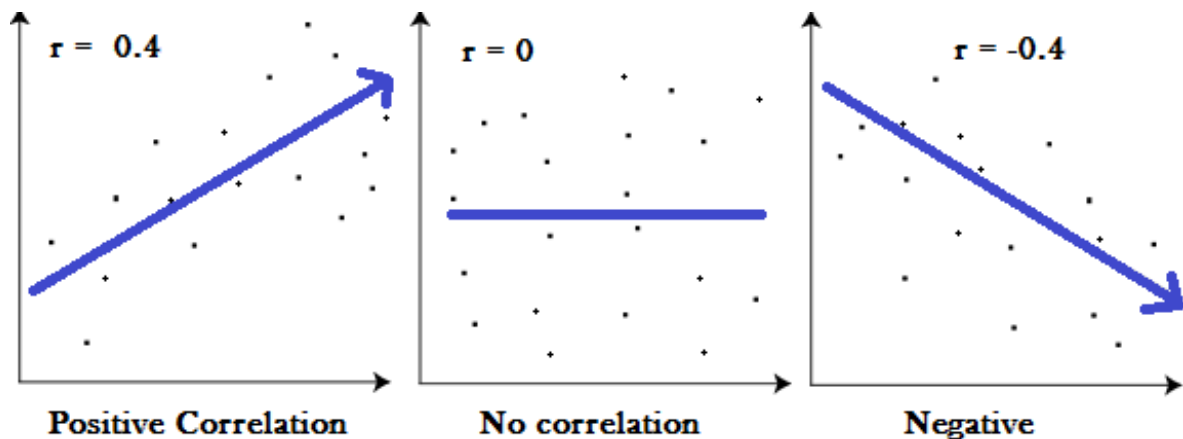 r = 0.4
r = 0
r = -0.4
Positive Correlation
No correlation
Negative